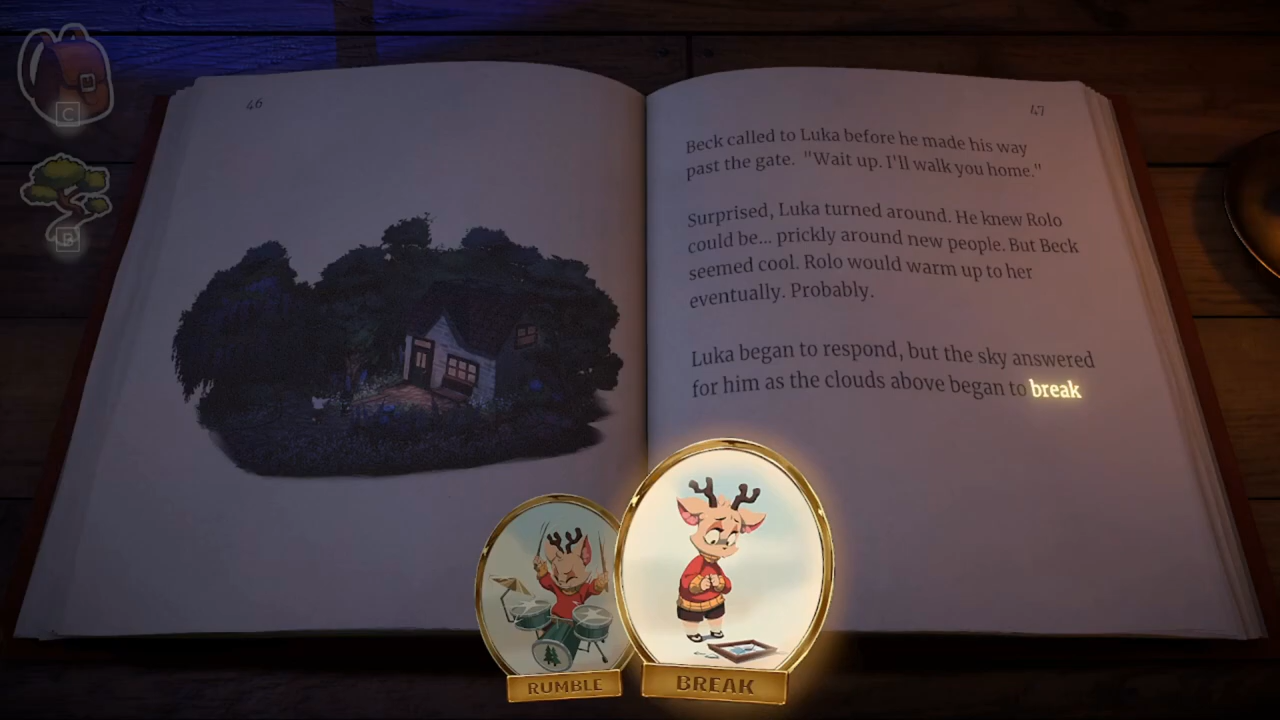 C
B
46
47
Beck called to Luka before he made his way
past the gate. "Wait up. I'll walk you home."
Surprised, Luka turned around. He knew Rolo
could be... prickly around new people. But Beck
seemed cool. Rolo would warm up to her
eventually. Probably.
Luka began to respond, but the sky answered
for him as the clouds above began to break
RUMBLE
BREAK